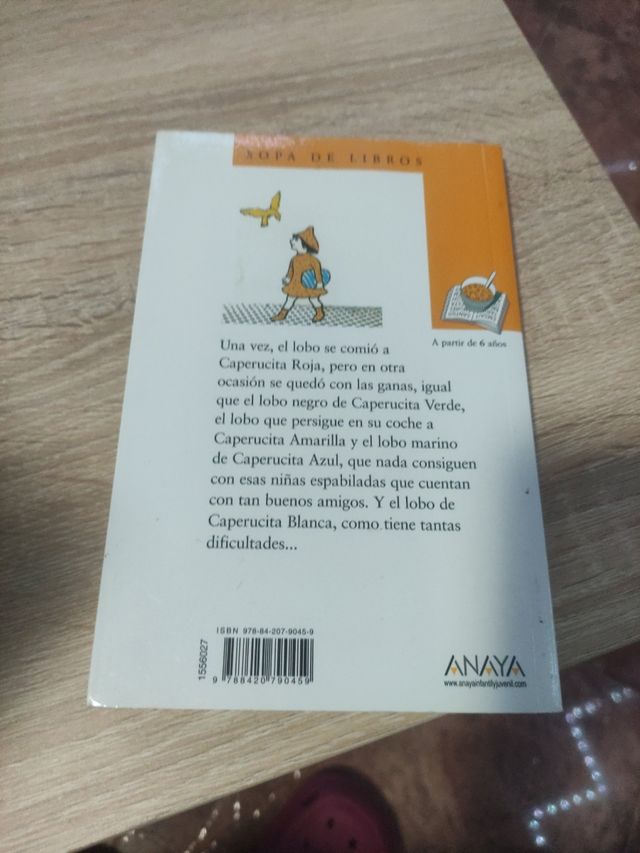 SOPA DE LIBROS
A partir de 6 años
Una vez, el lobo se comió a
Caperucita Roja, pero en otra
ocasión se quedó con las ganas, igual
que el lobo negro de Caperucita Verde,
el lobo que persigue en su coche a
Caperucita Amarilla y el lobo marino
de Caperucita Azul, que nada consiguen
con esas niñas espabiladas que cuentan
con tan buenos amigos. Y el lobo de
Caperucita Blanca, como tiene tantas
dificultades...
1556027
ISBN 978-84-207-9045-9
9 788420 790459
ANAYA
www.anayainfantilyjuvenil.com